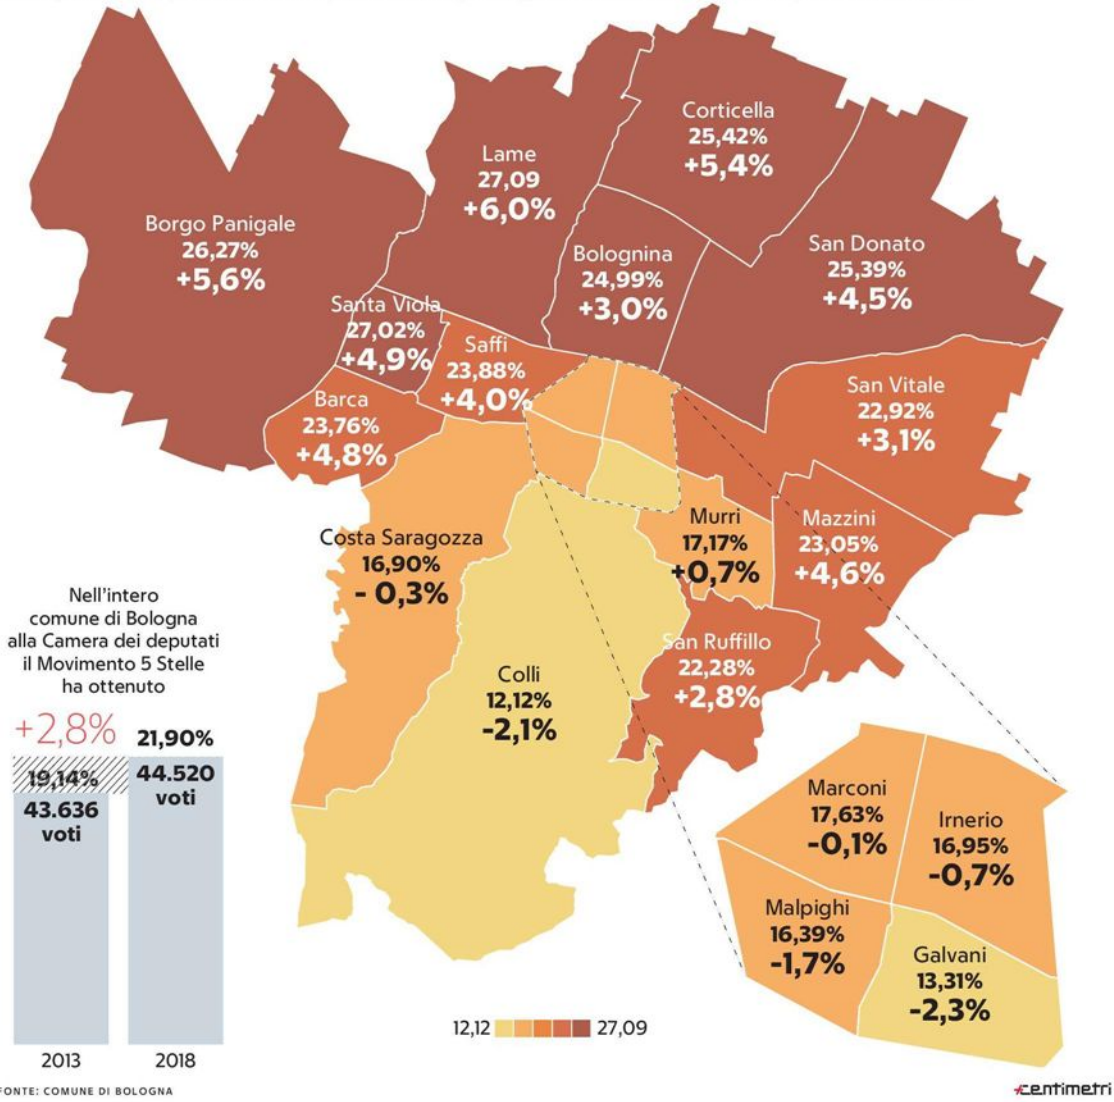 Corticella
25,42%
+5,4%
Lame
27,09
+6,0%
Borgo Panigale
26,27%
+5,6%
Bolognina
24,99%
+3,0%
San Donato
25,39%
+4,5%
Santa Viola
27,02%
+4,9%
Saffi
23,88%
+4,0%
Barca
23,76%
+4,8%
San Vitale
22,92%
+3,1%
Costa Saragozza
16,90%
- 0,3%
Murri
17,17%
+0,7%
Mazzini
23,05%
+4,6%
San Ruffillo
22,28%
+2,8%
Colli
12,12%
-2,1%
Nell'intero
comune di Bologna
alla Camera dei deputati
il Movimento 5 Stelle
ha ottenuto
+2,8%
21,90%
19,14%
44.520
voti
43.636
voti
2013
2018
Marconi
17,63%
-0,1%
Irnerio
16,95%
-0,7%
Malpighi
16,39%
-1,7%
Galvani
13,31%
-2,3%
12,12
27,09
FONTE: COMUNE DI BOLOGNA
centimetri